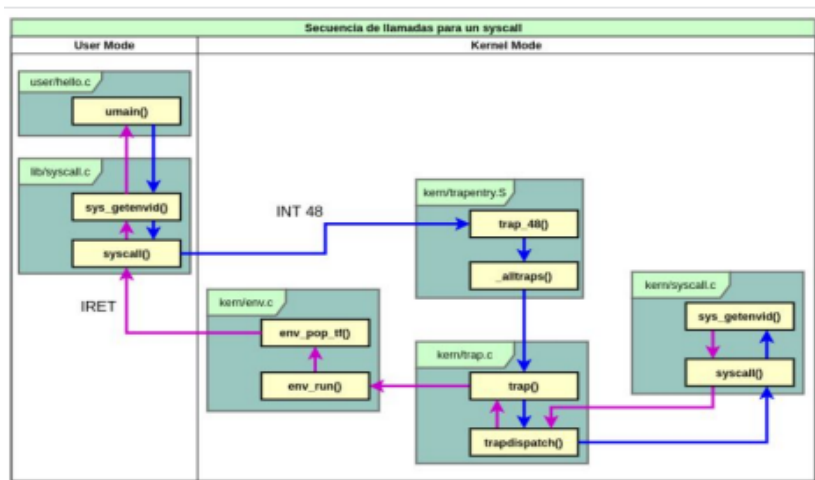 Secuencia de llamadas para un syscall
User Mode
Kernel Mode
user/hello.c
umain()
lib/syscall.c
sys_getenvid()
syscall()
INT 48
IRET
kern/trapentry.S
trap_48()
_alltraps()
kern/env.c
env_pop_tf()
env_run()
kern/trap.c
trap()
trapdispatch()
kern/syscall.c
sys_getenvid()
syscall()